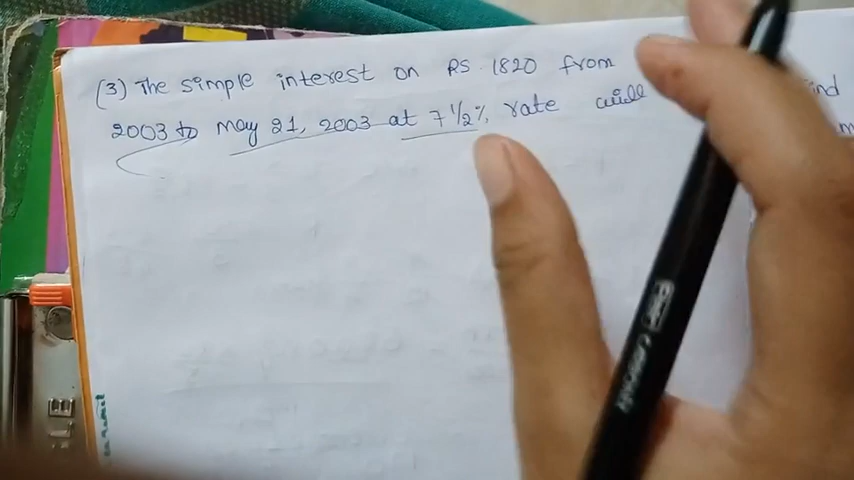 (3) The simple interest on RS. 1820 from
2003 to May 21, 2003 at 7 1/2 %, rate will